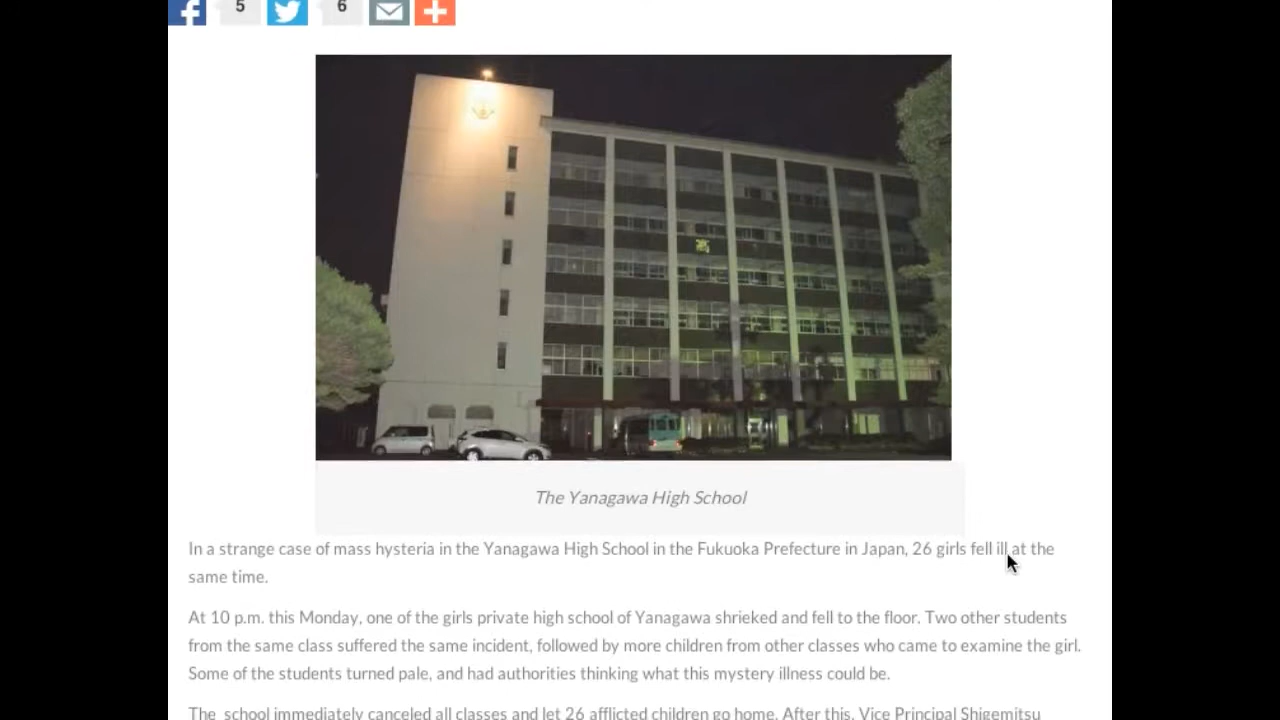 5
6
The Yanagawa High School
In a strange case of mass hysteria in the Yanagawa High School in the Fukuoka Prefecture in Japan, 26 girls fell ill at the
same time.
At 10 p.m. this Monday, one of the girls private high school of Yanagawa shrieked and fell to the floor. Two other students
from the same class suffered the same incident, followed by more children from other classes who came to examine the girl.
Some of the students turned pale, and had authorities thinking what this mystery illness could be.
The school immediately canceled all classes and let 26 afflicted children go home. After this, Vice Principal Shigemitsu